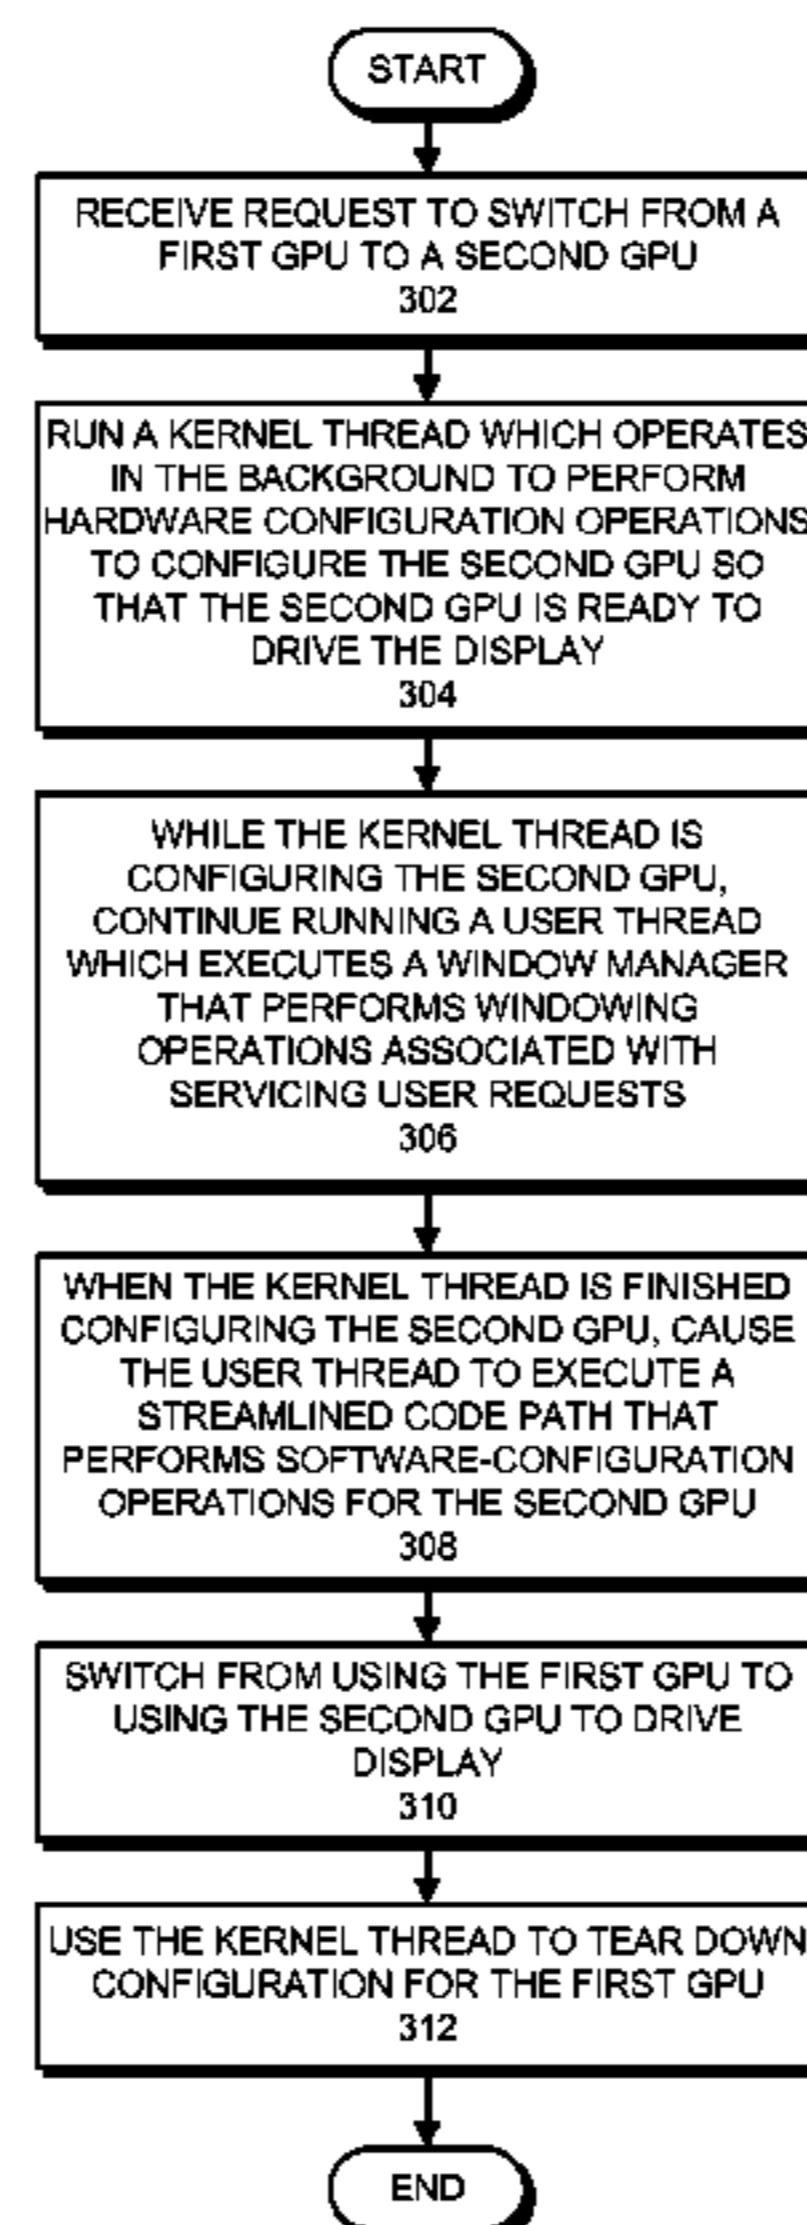 START
RECEIVE REQUEST TO SWITCH FROM A
FIRST GPU TO A SECOND GPU
302
RUN A KERNEL THREAD WHICH OPERATES
IN THE BACKGROUND TO PERFORM
HARDWARE CONFIGURATION OPERATIONS
TO CONFIGURE THE SECOND GPU SO
THAT THE SECOND GPU IS READY TO
DRIVE THE DISPLAY
304
WHILE THE KERNEL THREAD IS
CONFIGURING THE SECOND GPU,
CONTINUE RUNNING A USER THREAD
WHICH EXECUTES A WINDOW MANAGER
THAT PERFORMS WINDOWING
OPERATIONS ASSOCIATED WITH
SERVICING USER REQUESTS
306
WHEN THE KERNEL THREAD IS FINISHED
CONFIGURING THE SECOND GPU, CAUSE
THE USER THREAD TO EXECUTE A
STREAMLINED CODE PATH THAT
PERFORMS SOFTWARE-CONFIGURATION
OPERATIONS FOR THE SECOND GPU
308
SWITCH FROM USING THE FIRST GPU TO
USING THE SECOND GPU TO DRIVE
DISPLAY
310
USE THE KERNEL THREAD TO TEAR DOWN
CONFIGURATION FOR THE FIRST GPU
312
END